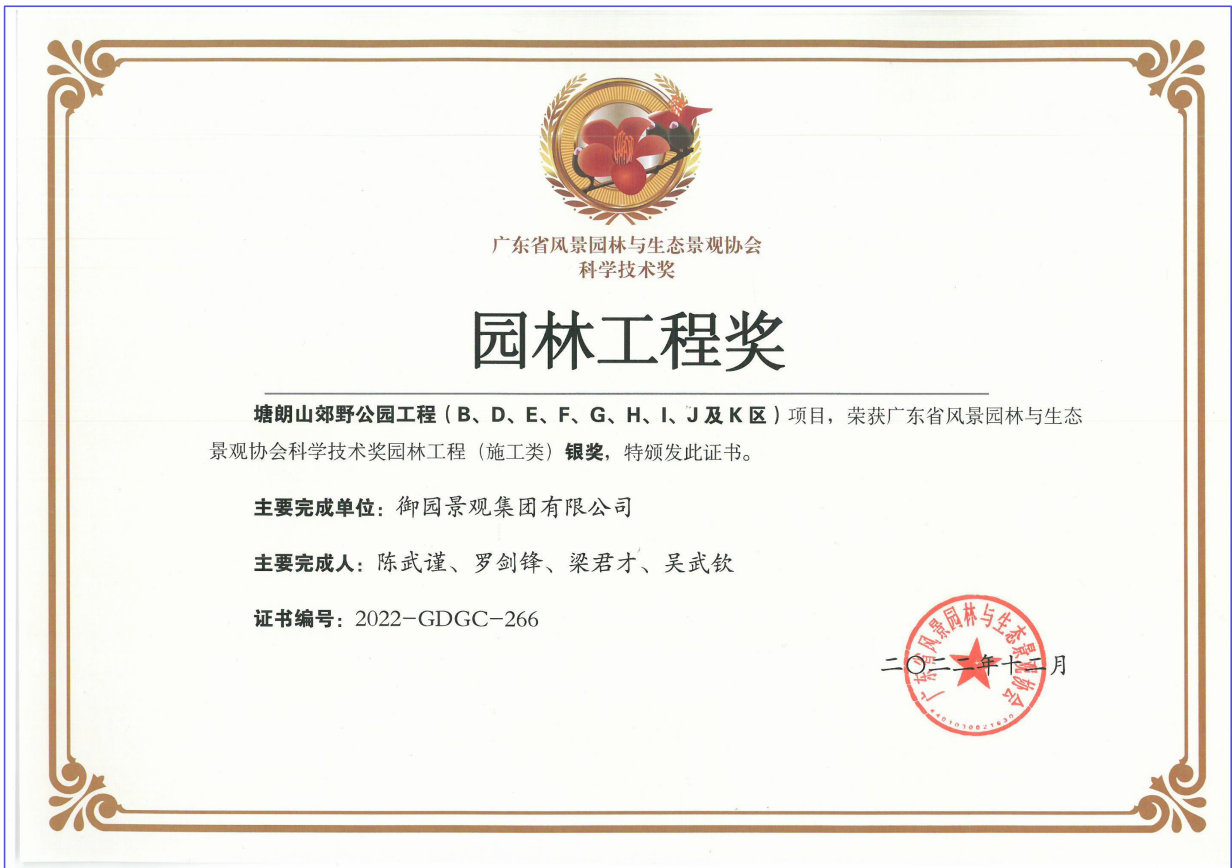 广东省风景园林与生态景观协会
科学技术奖
园林工程奖
塘朗山郊野公园工程（B、D、E、F、G、H、I、J及K区）项目，荣获广东省风景园林与生态
景观协会科学技术奖园林工程（施工类）银奖，特颁发此证书。
主要完成单位：御园景观集团有限公司
主要完成人：陈武谨、罗剑锋、梁君才、吴武钦
证书编号：2022-GDGC-266
广东省风景园林与生态景观协会
二〇二二年十二月